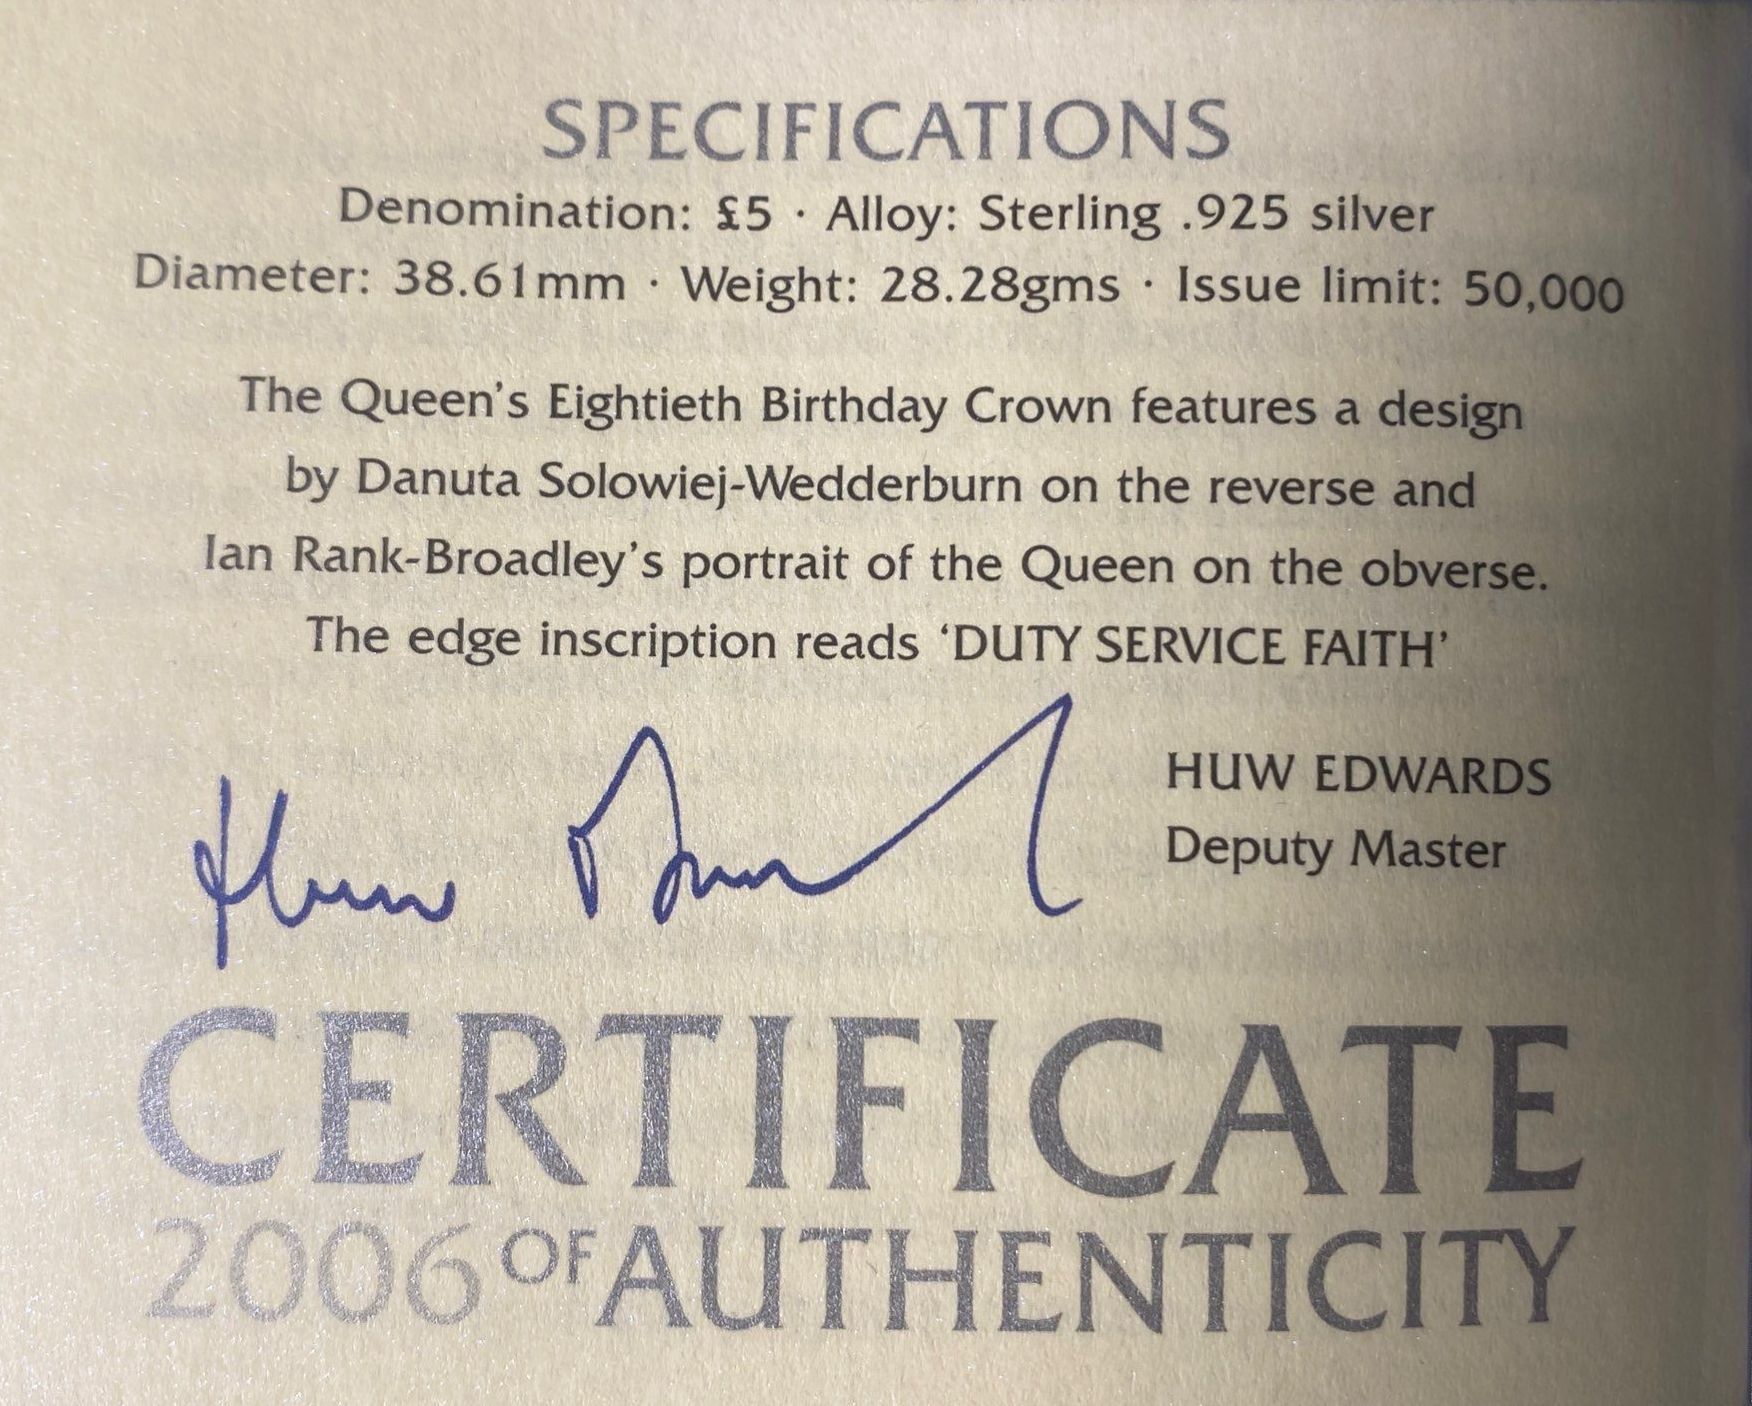 SPECIFICATIONS
Denomination: £5 · Alloy: Sterling .925 silver
Diameter: 38.61mm · Weight: 28.28gms · Issue limit: 50,000
The Queen's Eightieth Birthday Crown features a design
by Danuta Solowiej-Wedderburn on the reverse and
Ian Rank-Broadley's portrait of the Queen on the obverse.
The edge inscription reads ‘DUTY SERVICE FAITH’
Huw
HUW EDWARDS
Deputy Master
CERTIFICATE
2006 OF AUTHENTICITY